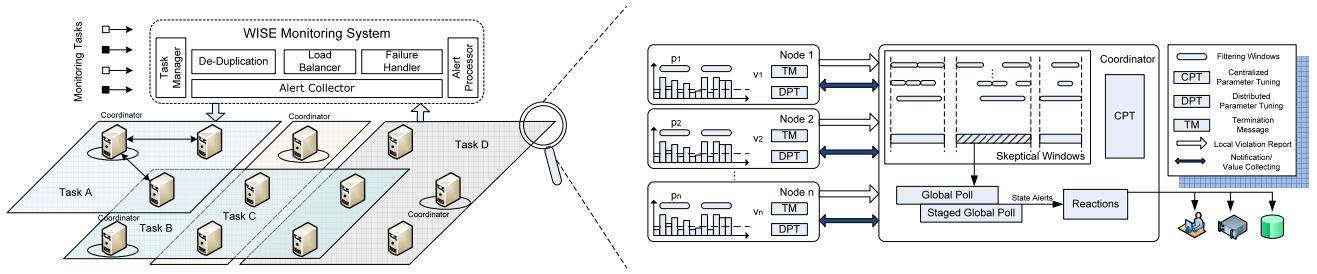 Monitoring Tasks
WISE Monitoring System
Task
Manager
De-Duplication
Load
Balancer
Failure
Handler
Alert
Processor
Alert Collector
Coordinator
Coordinator
Task D
Task A
Coordinator
Task C
Coordinator
Task B
Node 1
p1
v1
TM
DPT
Node 2
p2
v2
TM
DPT
Node n
pn
vn
TM
DPT
Coordinator
CPT
Skeptical Windows
Global Poll
Staged Global Poll
State Alerts
Reactions
Filtering Windows
CPT
Centralized
Parameter Tuning
DPT
Distributed
Parameter Tuning
TM
Termination
Message
Local Violation Report
Notification/
Value Collecting